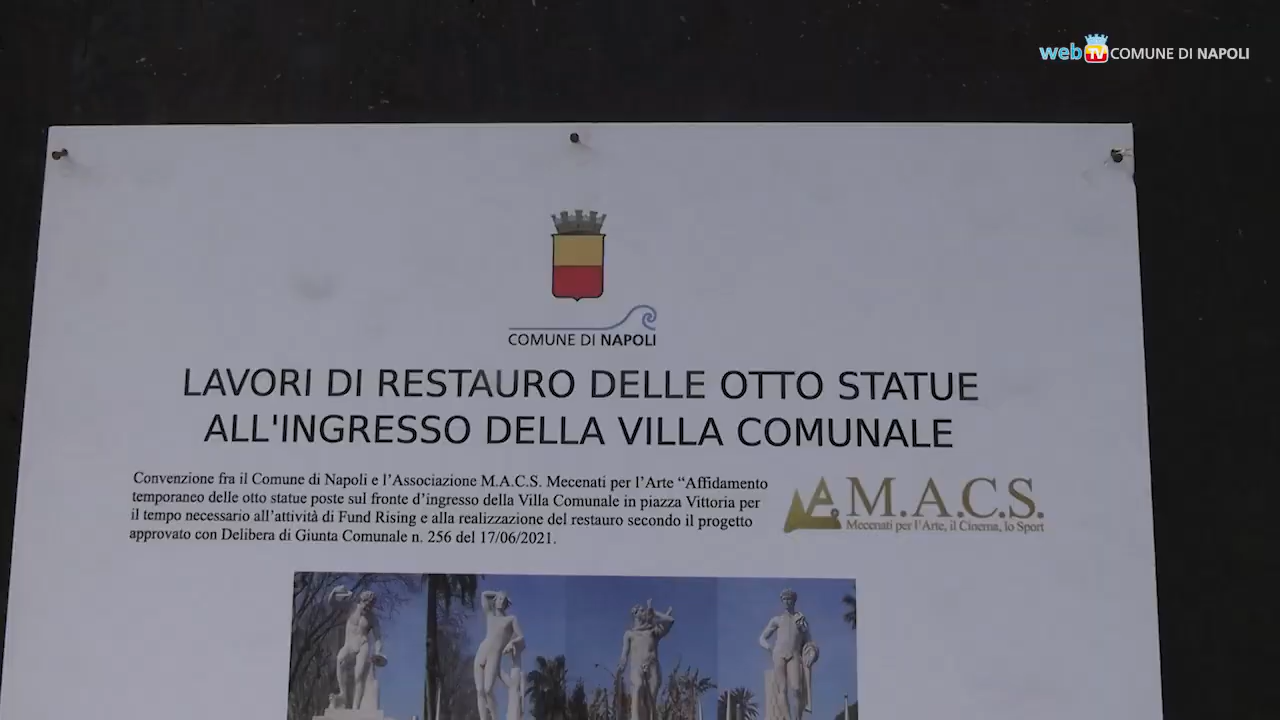 web TV COMUNE DI NAPOLI
COMUNE DI NAPOLI
LAVORI DI RESTAURO DELLE OTTO STATUE
ALL'INGRESSO DELLA VILLA COMUNALE
Convenzione fra il Comune di Napoli e l’Associazione M.A.C.S. Mecenati per l’Arte “Affidamento
temporaneo delle otto statue poste sul fronte d’ingresso della Villa Comunale in piazza Vittoria per
il tempo necessario all’attività di Fund Rising e alla realizzazione del restauro secondo il progetto
approvato con Delibera di Giunta Comunale n. 256 del 17/06/2021.
M.A.C.S.
Mecenati per l’Arte, il Cinema, lo Sport